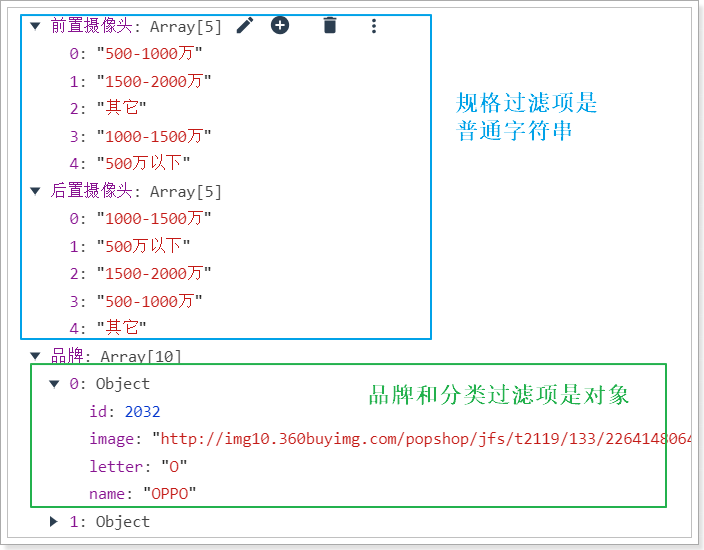 前置摄像头: Array[5]
0: "500-1000万"
1: "1500-2000万"
2: "其它"
3: "1000-1500万"
4: "500万以下"
规格过滤项是
普通字符串
后置摄像头: Array[5]
0: "1000-1500万"
1: "500万以下"
2: "1500-2000万"
3: "500-1000万"
4: "其它"
品牌: Array[10]
0: Object
品牌和分类过滤项是对象
id: 2032
image: "http://img10.360buyimg.com/popshop/jfs/t2119/133/2264148064
letter: "O"
name: "OPPO"
1: Object